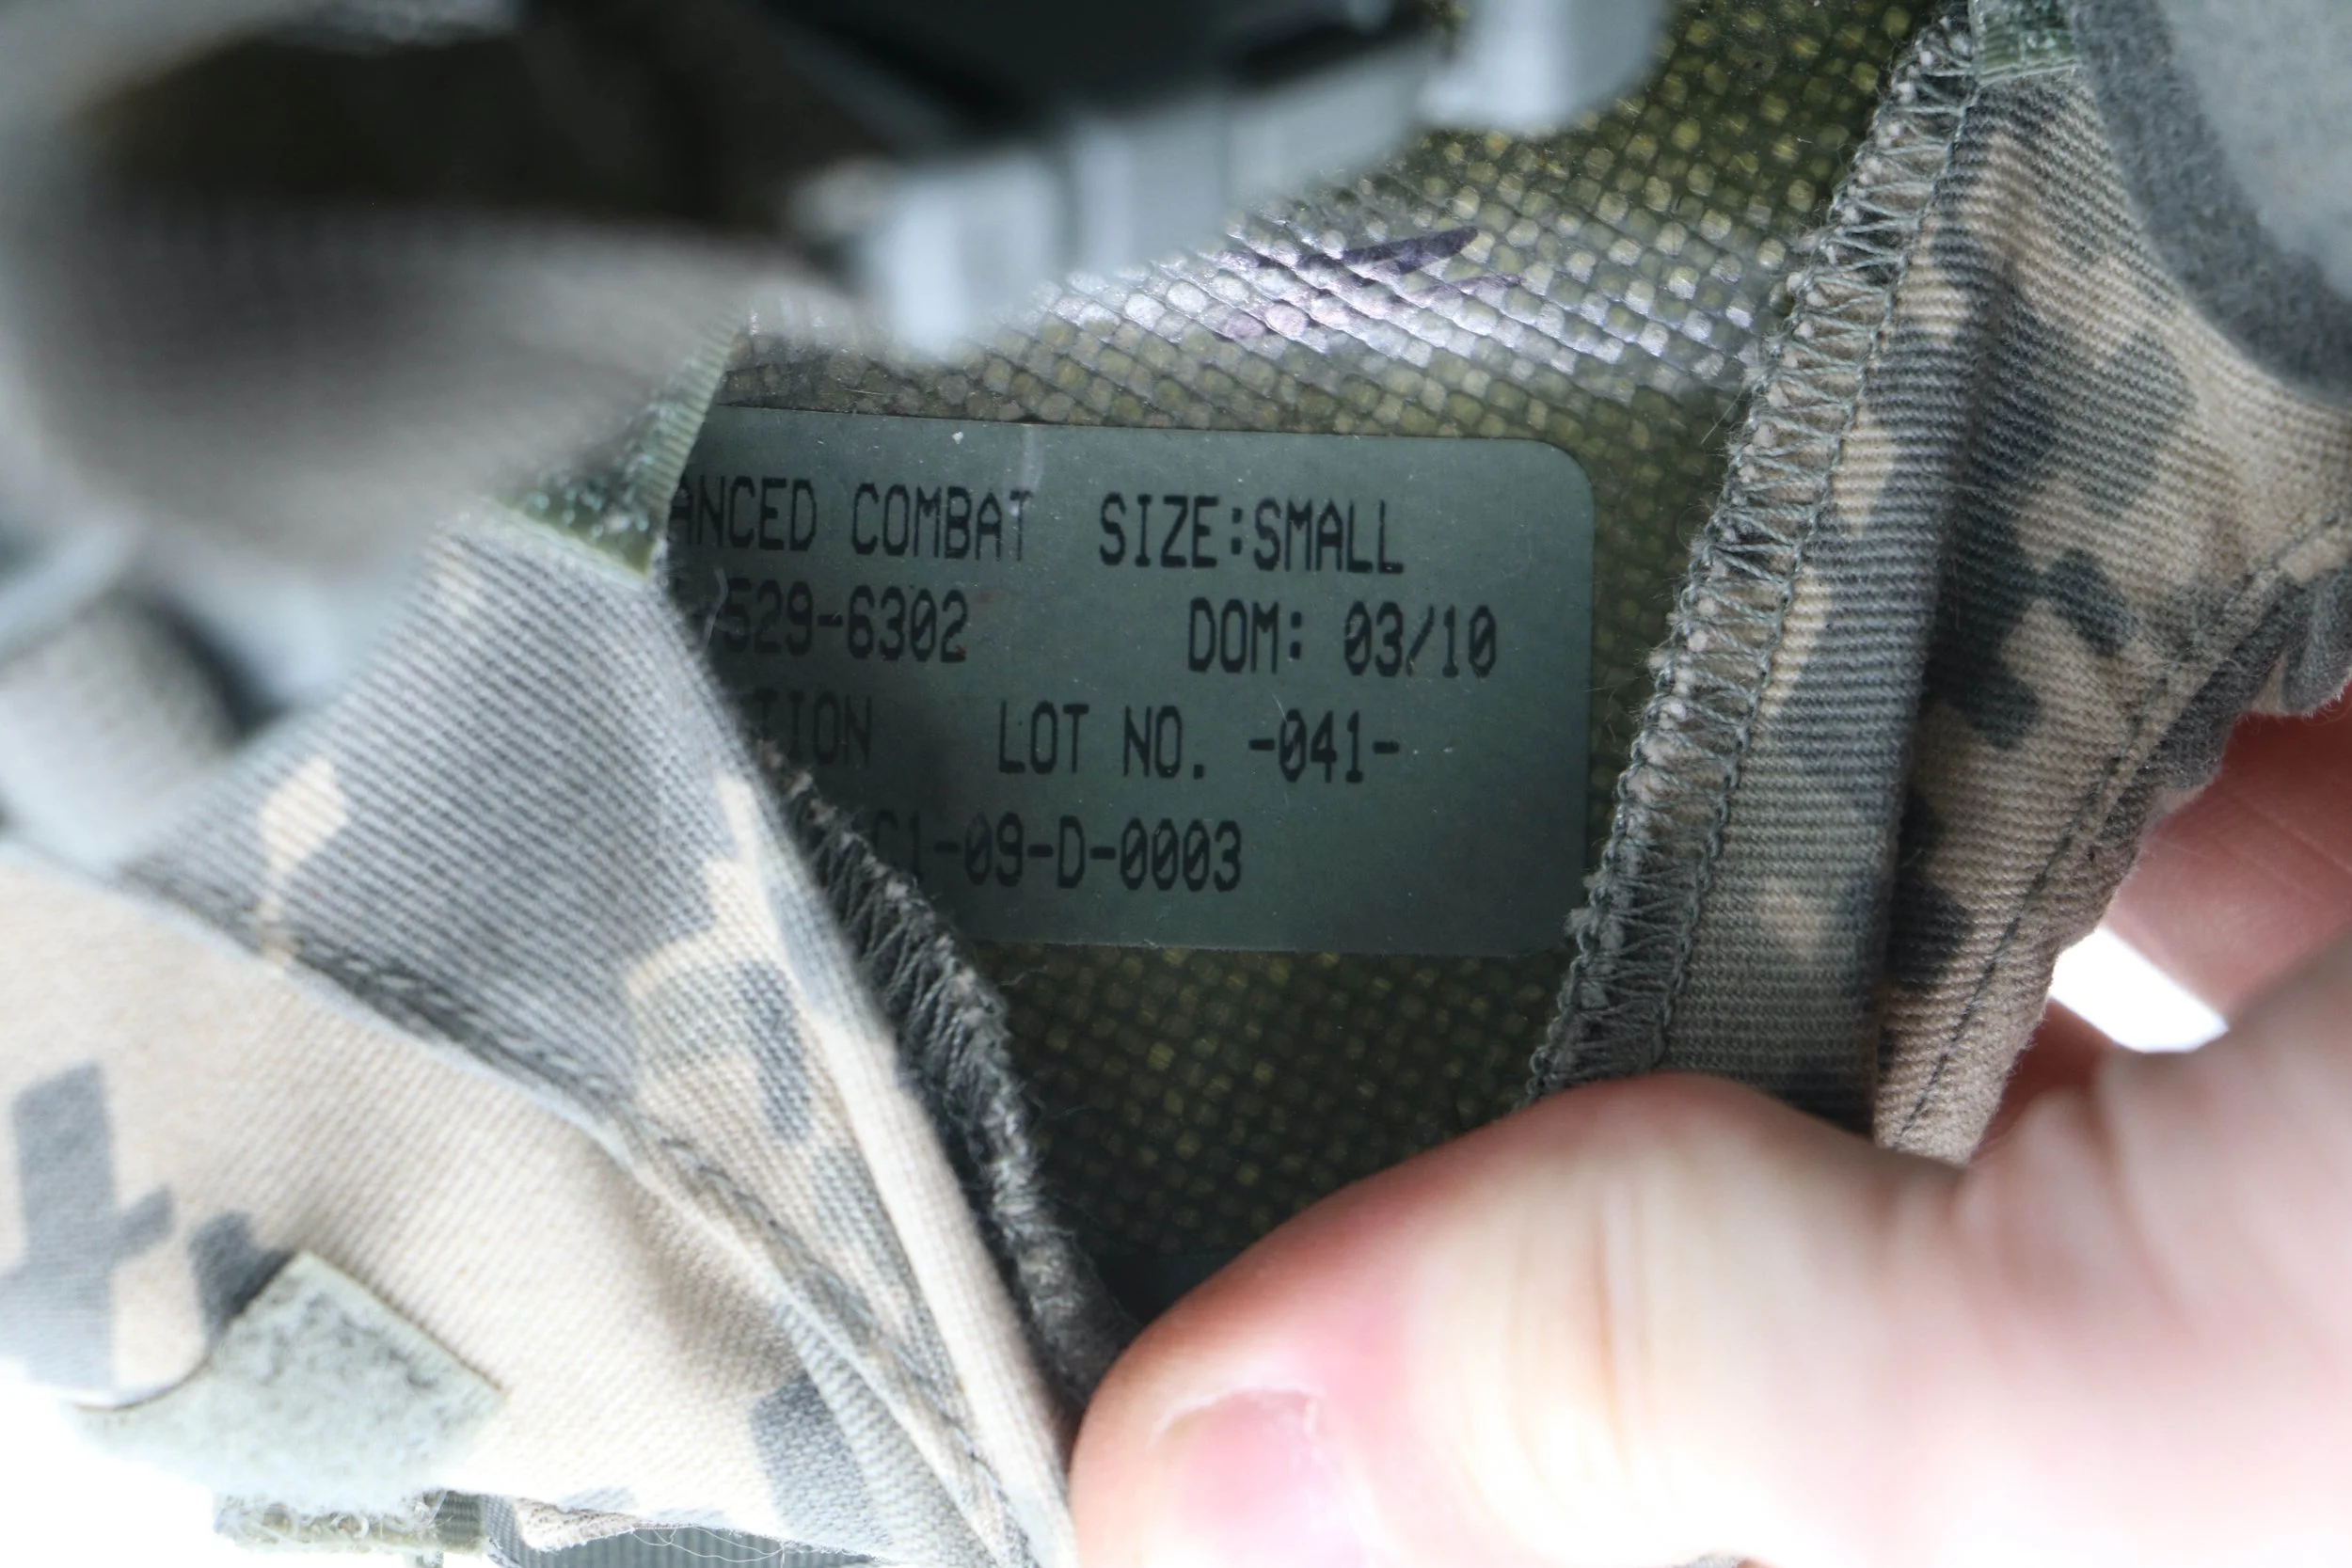 ANCED COMBAT SIZE:SMALL
529-6302 DOM: 03/10
TION LOT NO. -041-
C1-09-D-0003